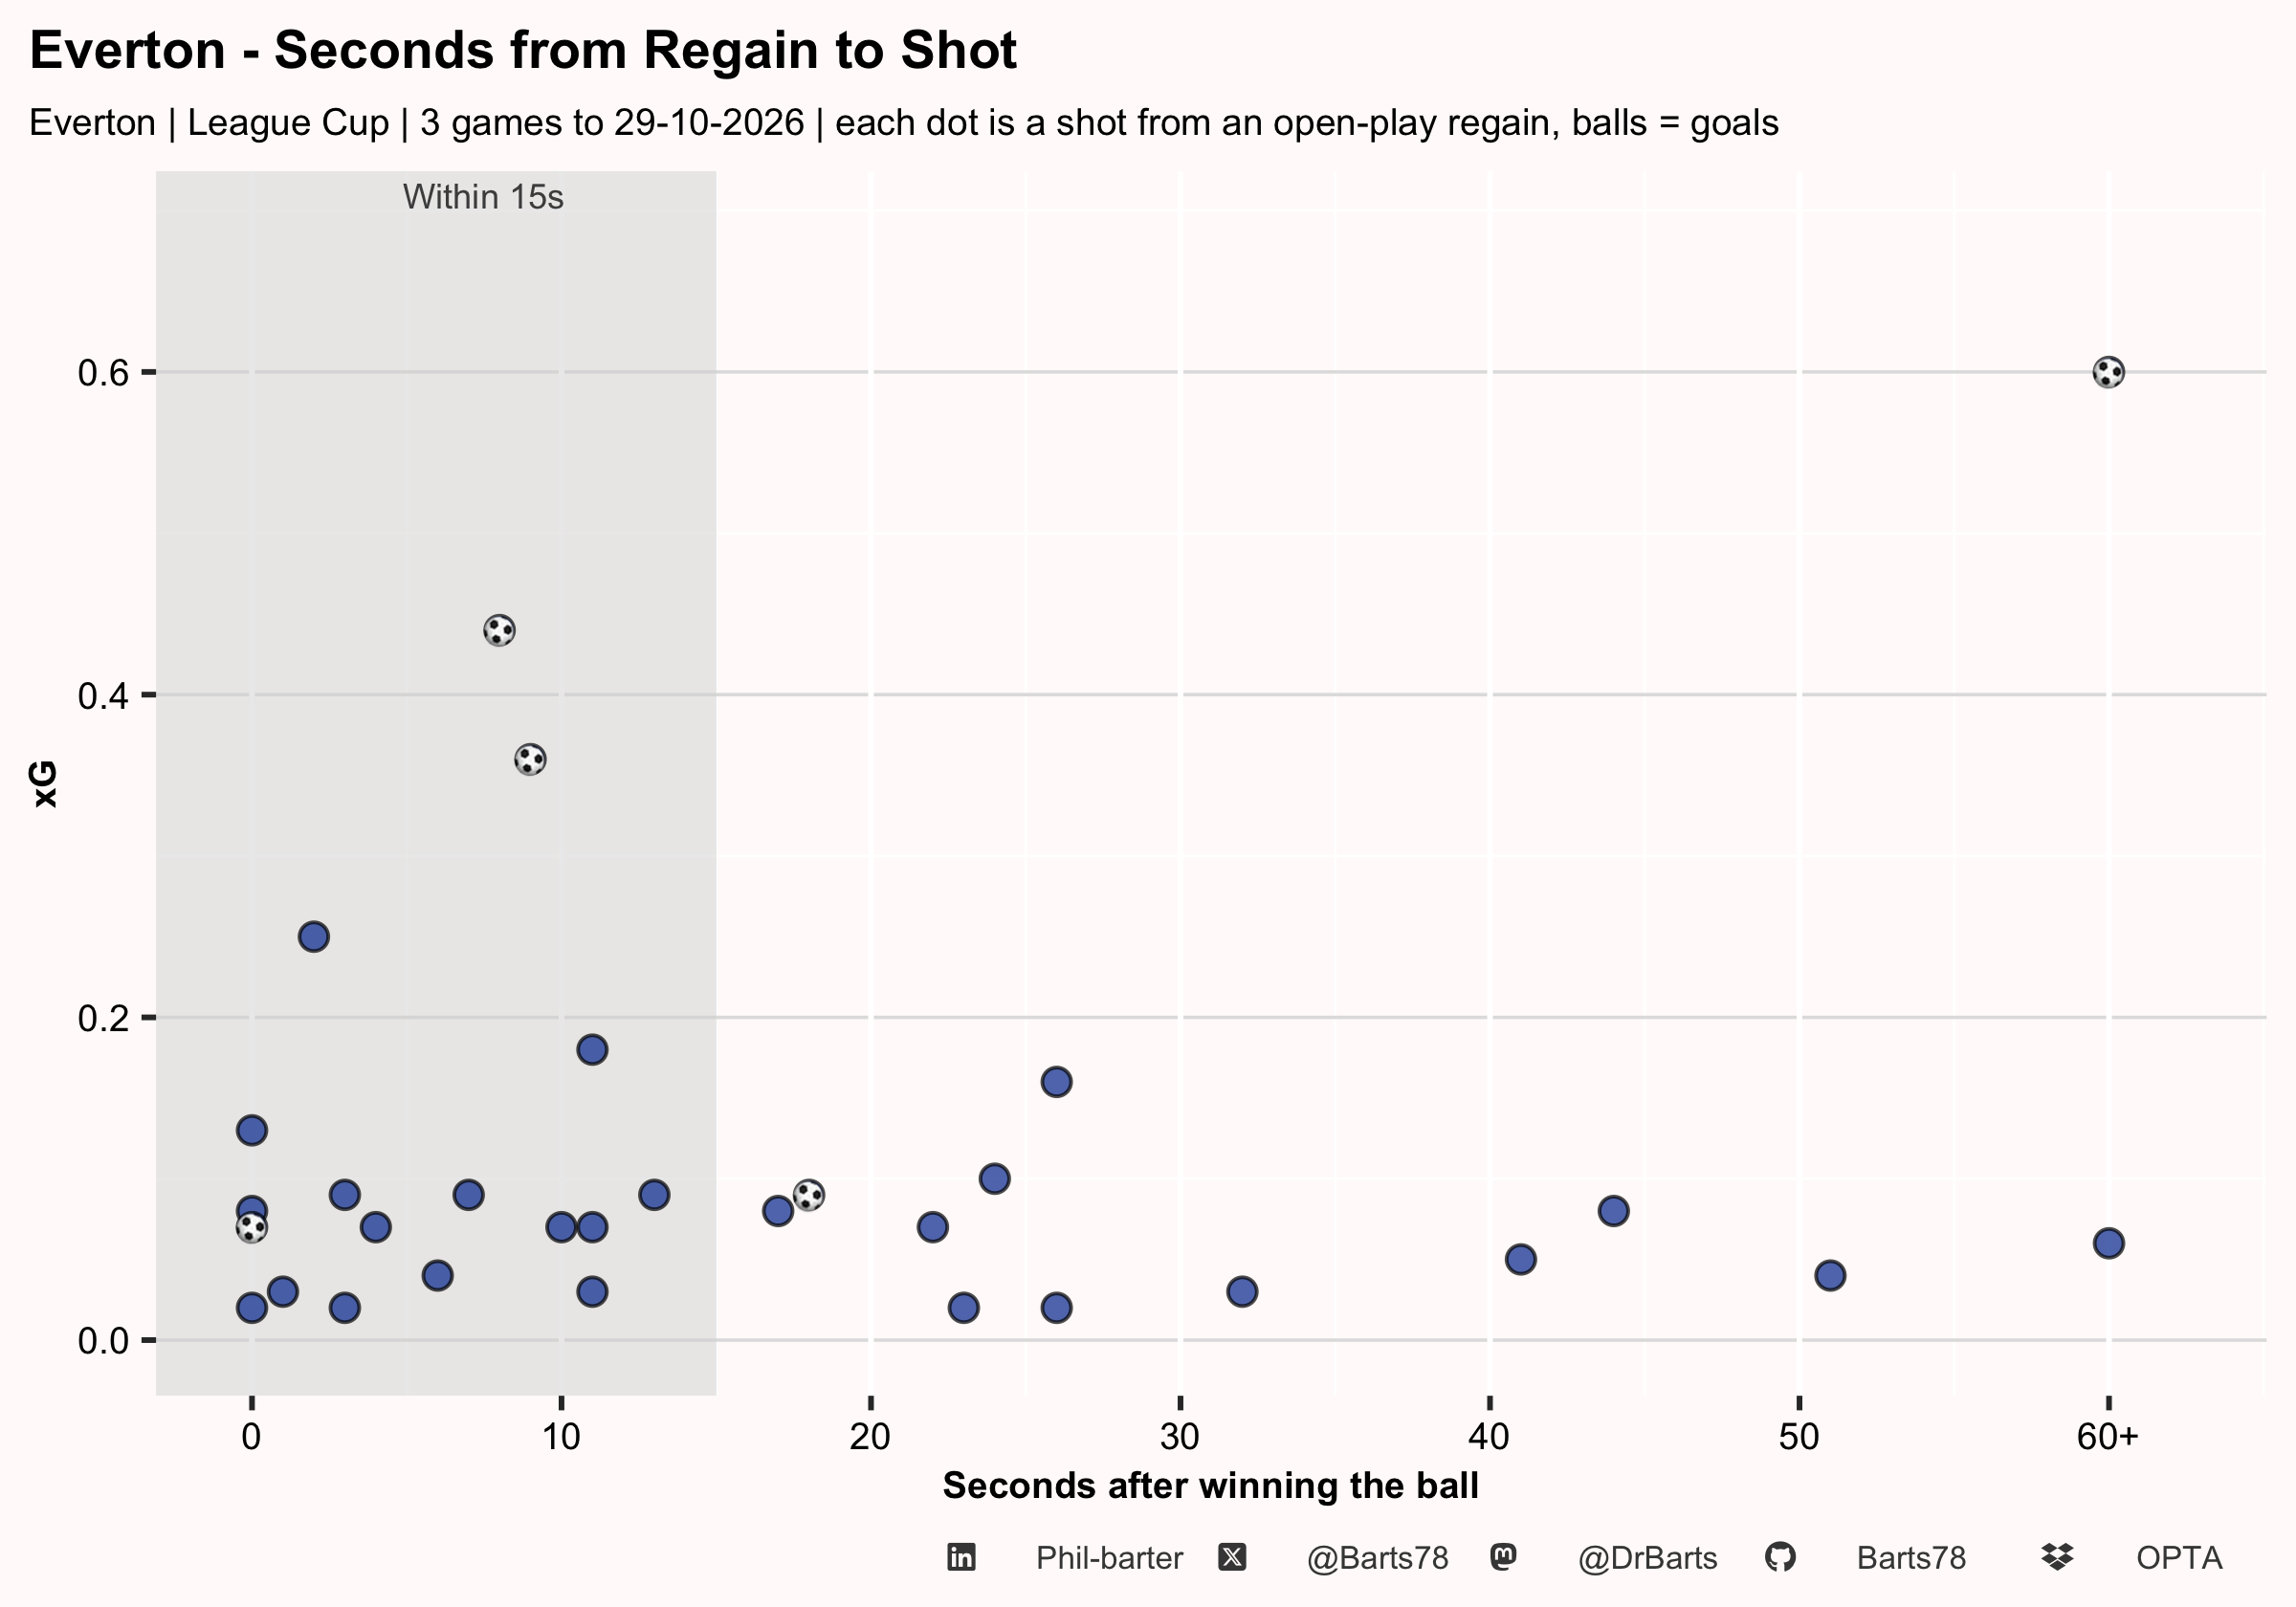 Everton - Seconds from Regain to Shot
Everton | League Cup | 3 games to 29-10-2026 | each dot is a shot from an open-play regain, balls = goals
Within 15s
0.6
0.4
0.2
0.0
xG
0 10 20 30 40 50 60+
Seconds after winning the ball
Phil-barter @Barts78 @DrBarts Barts78 OPTA